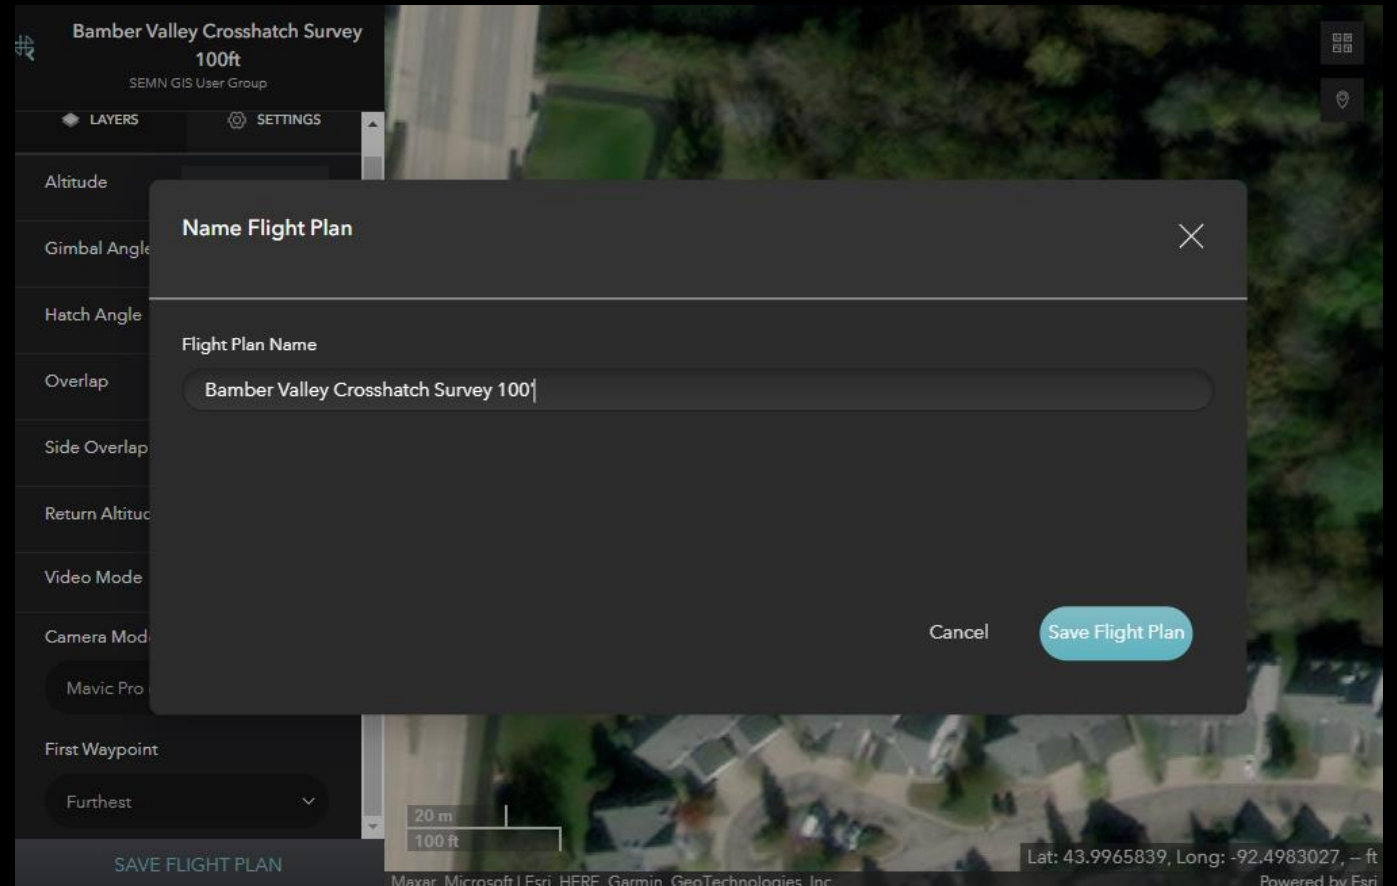 Bamber Valley Crosshatch Survey
100ft
SEMN GIS User Group
LAYERS
SETTINGS
Altitude
Gimbal Angle
Hatch Angle
Overlap
Side Overlap
Return Altitud
Video Mode
Camera Mod
Mavic Pro
First Waypoint
Furthest
SAVE FLIGHT PLAN
Name Flight Plan
Flight Plan Name
Bamber Valley Crosshatch Survey 100'
Cancel
Save Flight Plan
20 m
100 ft
Lat: 43.9965839, Long: -92.4983027, -- ft
Maxar, Microsoft | Esri, HERE, Garmin, GeoTechnologies, Inc.
Powered by Esri